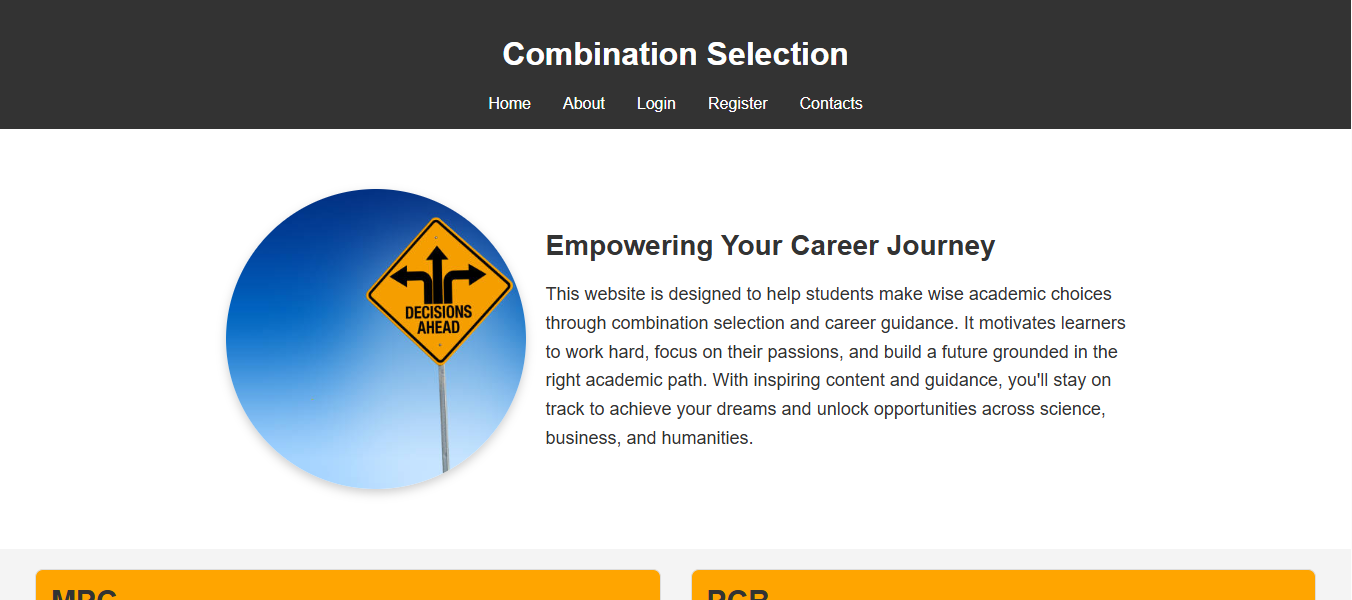 Combination Selection
Home About Login Register Contacts
DECISIONS
AHEAD
Empowering Your Career Journey
This website is designed to help students make wise academic choices
through combination selection and career guidance. It motivates learners
to work hard, focus on their passions, and build a future grounded in the
right academic path. With inspiring content and guidance, you'll stay on
track to achieve your dreams and unlock opportunities across science,
business, and humanities.